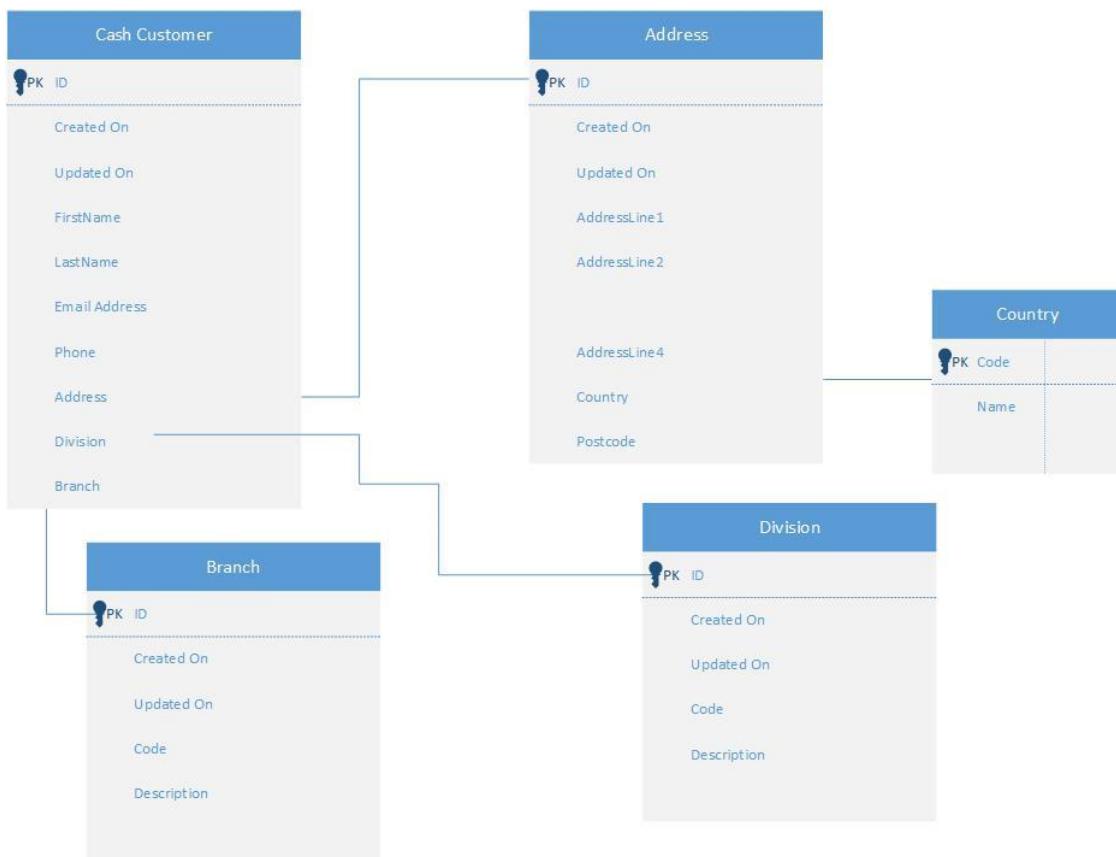 Cash Customer
PK ID
Created On
Updated On
FirstName
LastName
Email Address
Phone
Address
Division
Branch
Address
PK ID
Created On
Updated On
AddressLine1
AddressLine2
AddressLine4
Country
Postcode
Country
PK Code
Name
Branch
PK ID
Created On
Updated On
Code
Description
Division
PK ID
Created On
Updated On
Code
Description